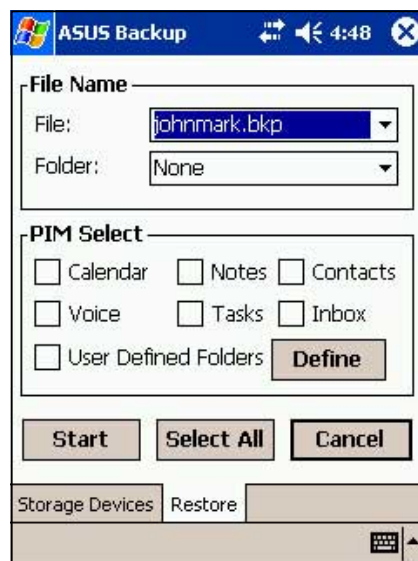 ASUS Backup 4:48
File Name
File: johnmark.bkp
Folder: None
PIM Select
Calendar Notes Contacts
Voice Tasks Inbox
User Defined Folders Define
Start Select All Cancel
Storage Devices Restore